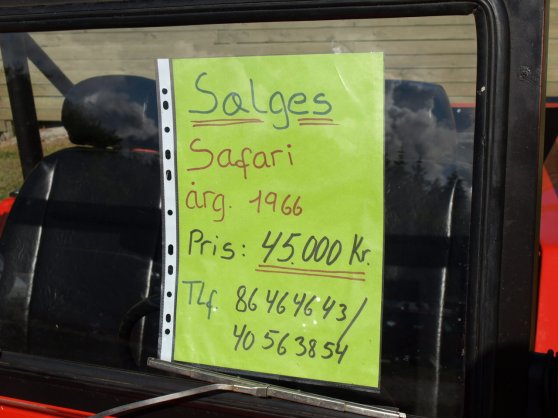 Sælges
Safari
årg. 1966
Pris: 45.000 Kr.
Tlf 86464643/
40563854